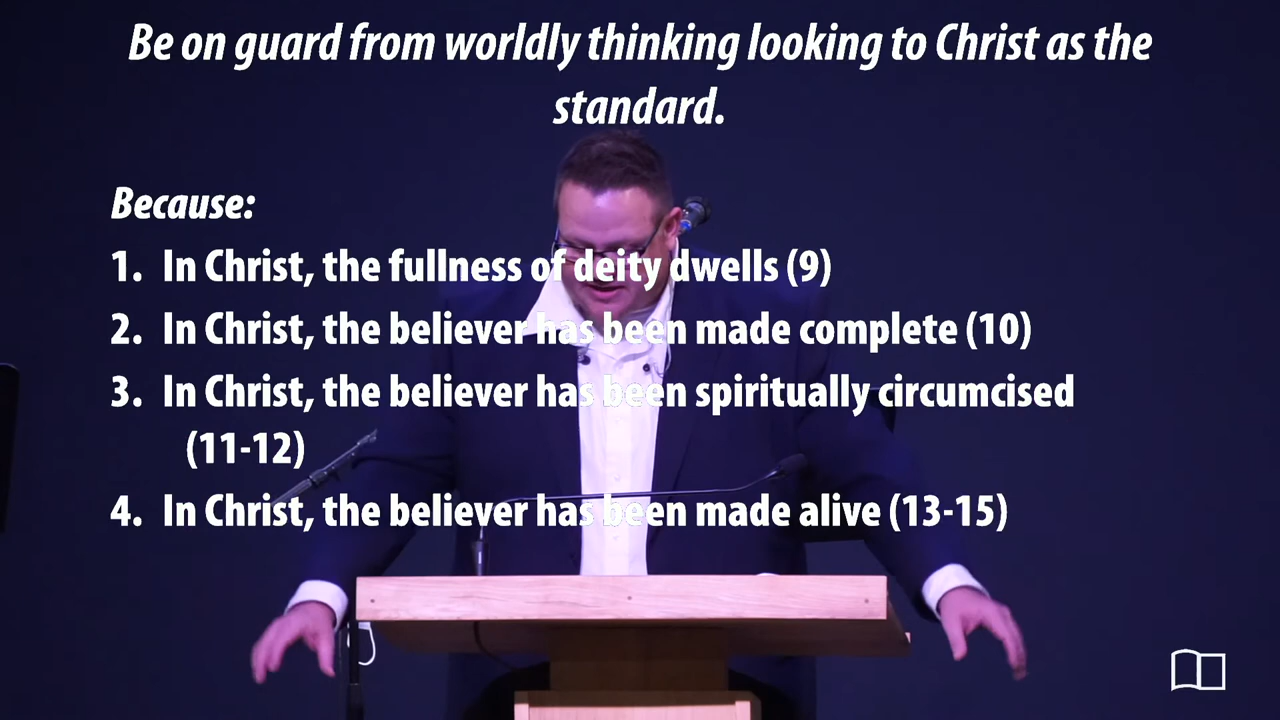 Be on guard from worldly thinking looking to Christ as the
standard.
Because:
1. In Christ, the fullness of deity dwells (9)
2. In Christ, the believer has been made complete (10)
3. In Christ, the believer has been spiritually circumcised
(11-12)
4. In Christ, the believer has been made alive (13-15)